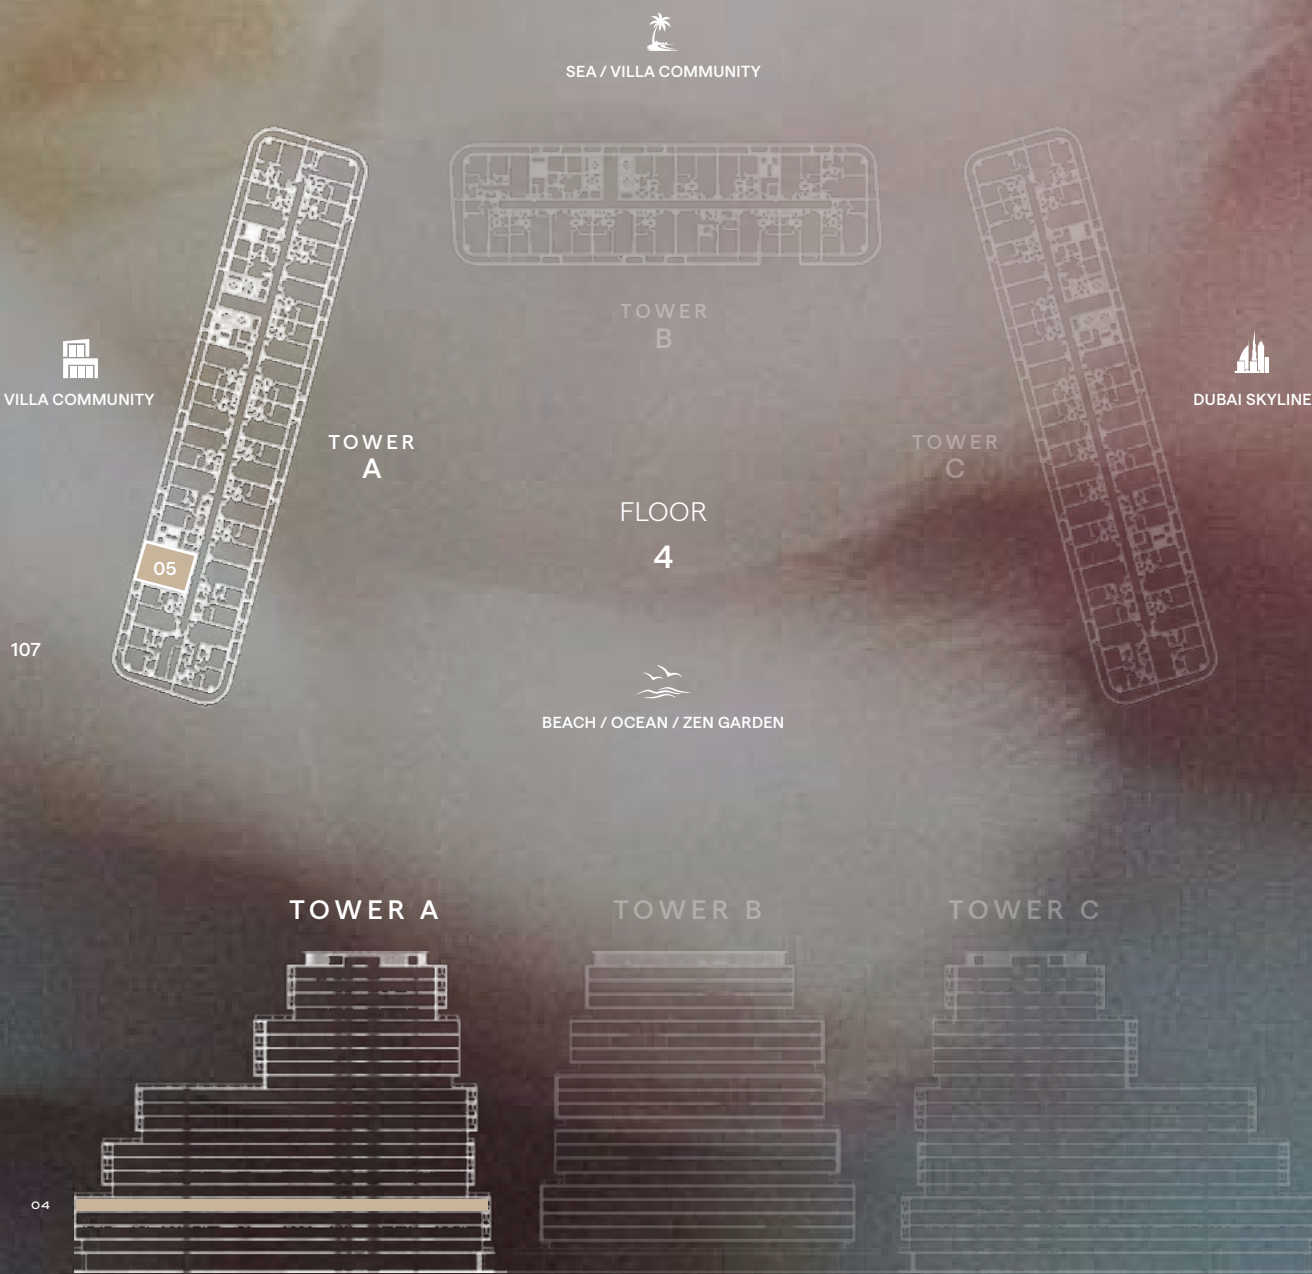 SEA / VILLA COMMUNITY
TOWER
B
VILLA COMMUNITY
DUBAI SKYLINE
TOWER
A
TOWER
C
FLOOR
4
05
107
BEACH / OCEAN / ZEN GARDEN
TOWER A
TOWER B
TOWER C
04